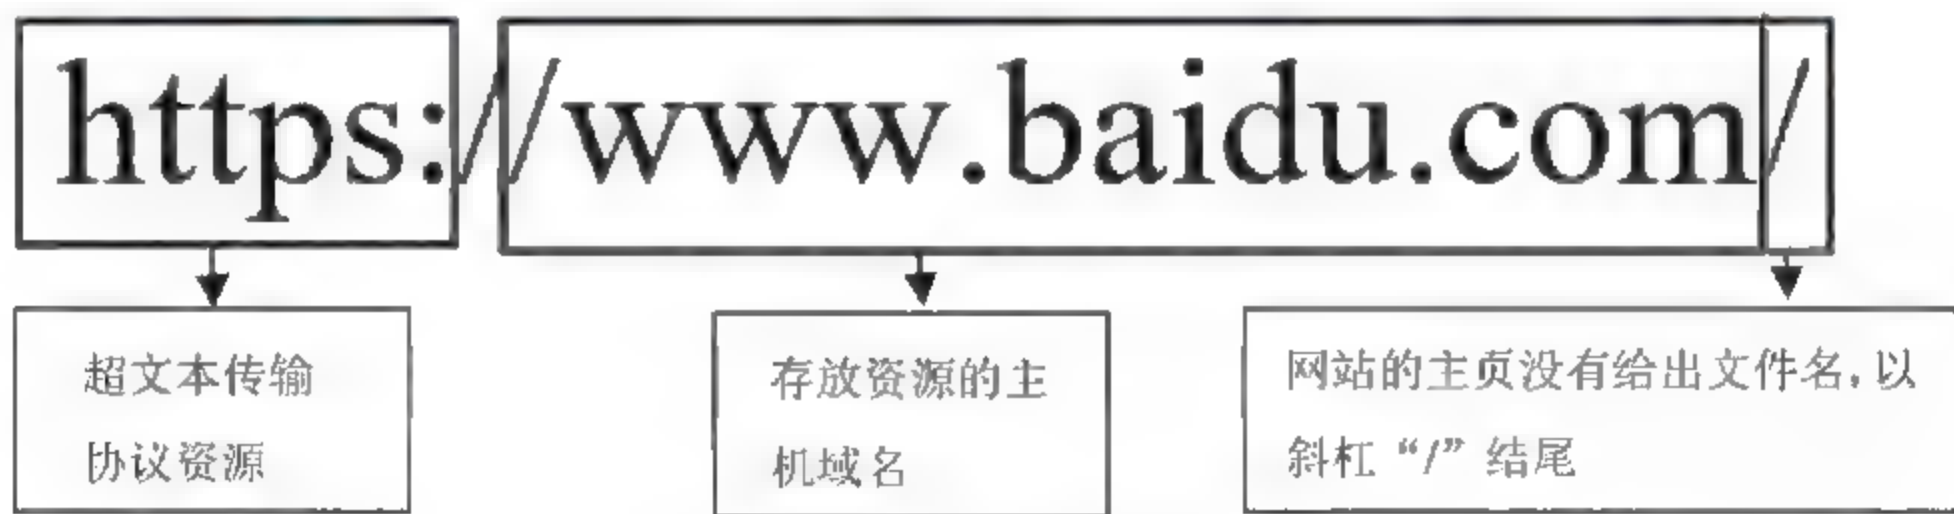 https://www.baidu.com/
超文本传输
协议资源
存放资源的主
机域名
网站的主页没有给出文件名，以
斜杠“/”结尾